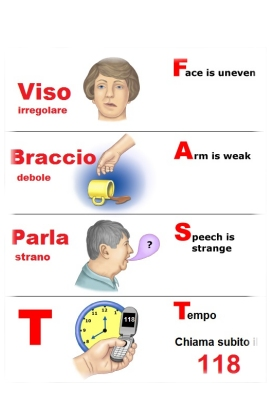 Viso
irregolare
Face is uneven
Braccio
debole
Arm is weak
Parla
strano
?
Speech is
strange
T
118
Tempo
Chiama subito il
118